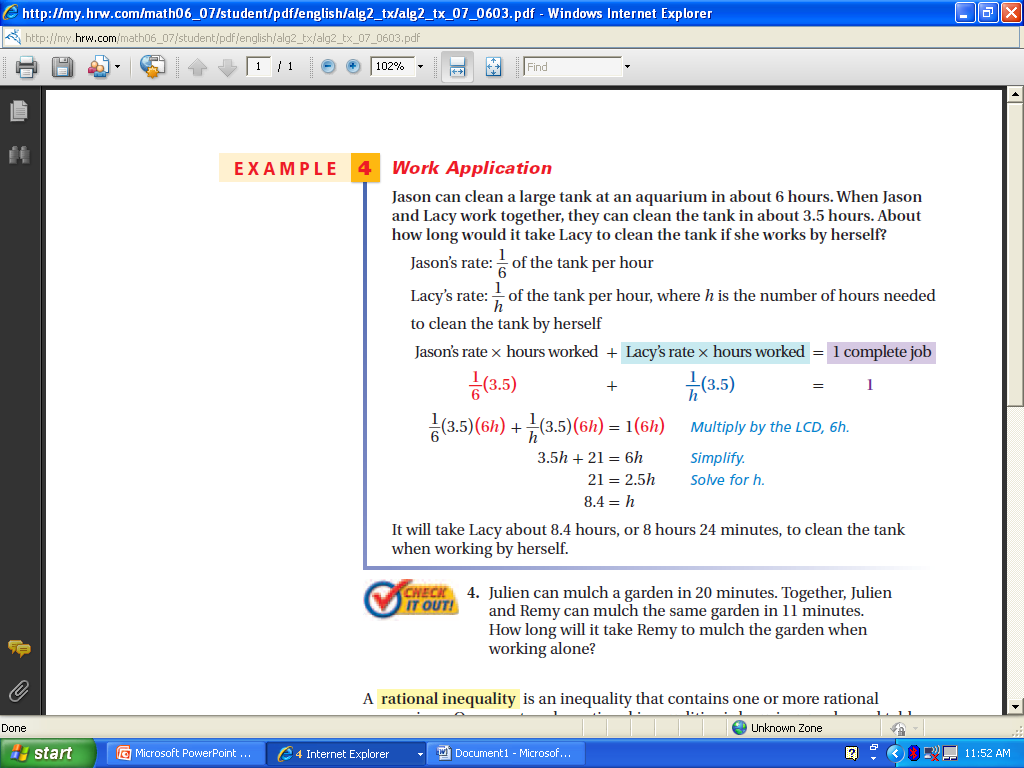 http://my.hrw.com/math06_07/student/pdf/english/alg2_tx/alg2_tx_07_0603.pdf - Windows Internet Explorer
http://my.hrw.com/math06_07/student/pdf/english/alg2_tx/alg2_tx_07_0603.pdf
1 / 1 102% Find
EXAMPLE 4 Work Application
Jason can clean a large tank at an aquarium in about 6 hours. When Jason
and Lacy work together, they can clean the tank in about 3.5 hours. About
how long would it take Lacy to clean the tank if she works by herself?
Jason's rate: 1/6 of the tank per hour
Lacy's rate: 1/h of the tank per hour, where h is the number of hours needed
to clean the tank by herself
Jason's rate × hours worked + Lacy's rate × hours worked = 1 complete job
1/6(3.5) + 1/h(3.5) = 1
1/6(3.5)(6h) + 1/h(3.5)(6h) = 1(6h) Multiply by the LCD, 6h.
3.5h + 21 = 6h Simplify.
21 = 2.5h Solve for h.
8.4 = h
It will take Lacy about 8.4 hours, or 8 hours 24 minutes, to clean the tank
when working by herself.
CHECK IT OUT! 4. Julien can mulch a garden in 20 minutes. Together, Julien
and Remy can mulch the same garden in 11 minutes.
How long will it take Remy to mulch the garden when
working alone?
A rational inequality is an inequality that contains one or more rational
Done Unknown Zone
start Microsoft PowerPoint ... 4 Internet Explorer Document1 - Microsof... 11:52 AM